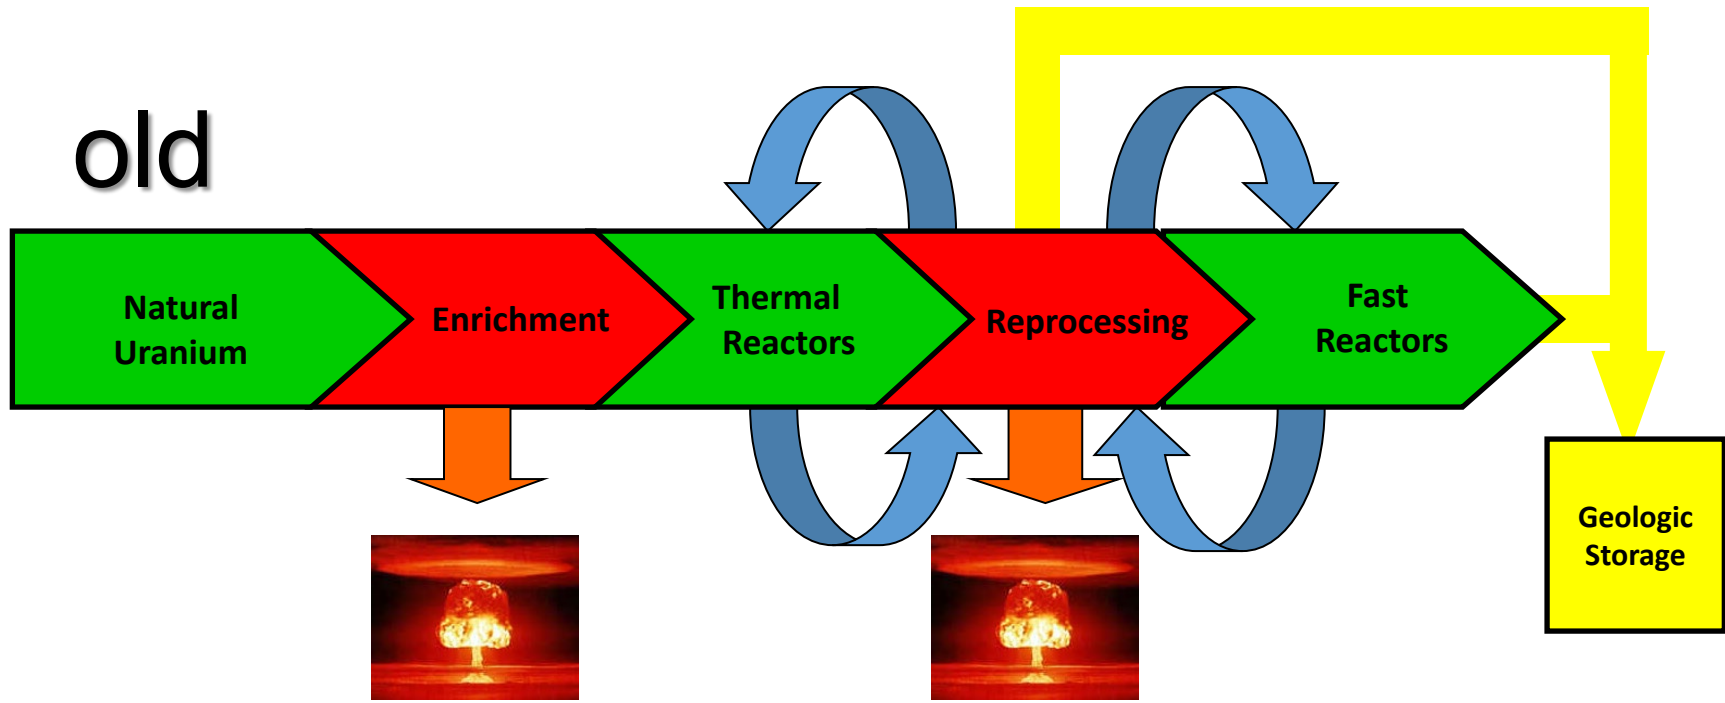 old
Natural
Uranium
Enrichment
Thermal
Reactors
Reprocessing
Fast
Reactors
Geologic
Storage